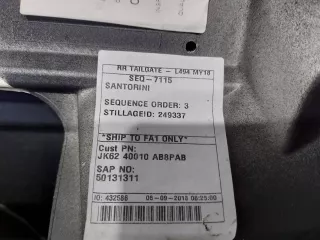 RR TAILGATE - L494 MY18
SEQ-7115
SANTORINI
SEQUENCE ORDER: 3
STILLAGEID: 249337
*SHIP TO FA1 ONLY*
Cust PN:
JK62 40010 AB8PAB
SAP NO:
50131311
ID: 432588 06-09-2018 08:25:00